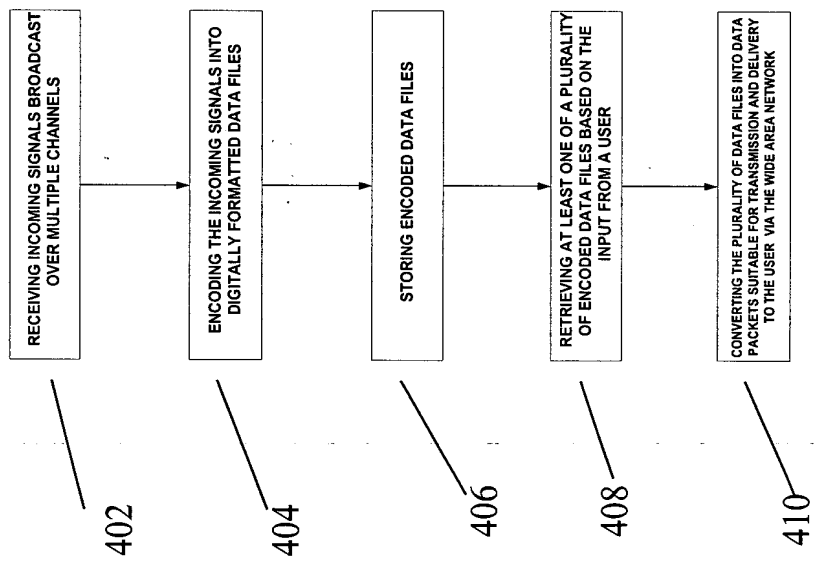 RECEIVING INCOMING SIGNALS BROADCAST
OVER MULTIPLE CHANNELS
402
ENCODING THE INCOMING SIGNALS INTO
DIGITALLY FORMATTED DATA FILES
404
STORING ENCODED DATA FILES
406
RETRIEVING AT LEAST ONE OF A PLURALITY
OF ENCODED DATA FILES BASED ON THE
INPUT FROM A USER
408
CONVERTING THE PLURALITY OF DATA FILES INTO DATA
PACKETS SUITABLE FOR TRANSMISSION AND DELIVERY
TO THE USER VIA THE WIDE AREA NETWORK
410